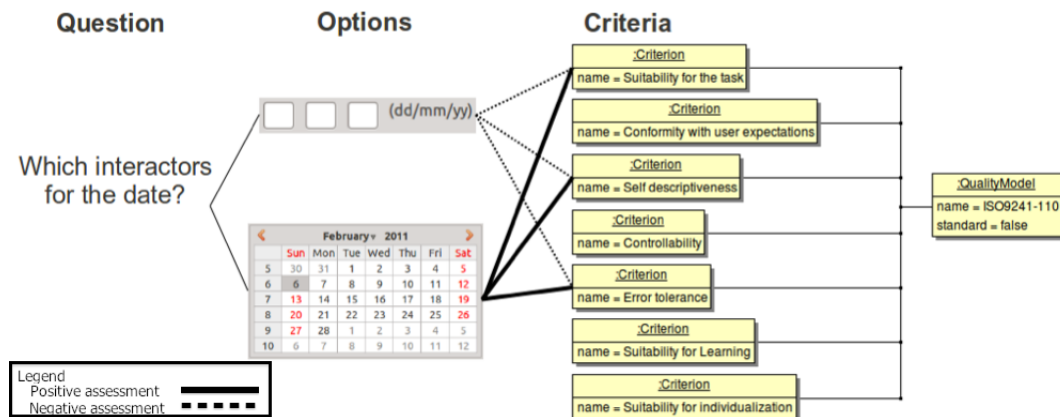 Question
Options
Criteria
Which interactors
for the date?
(dd/mm/yy)
February 2011
Sun Mon Tue Wed Thu Fri Sat
5 30 31 1 2 3 4 5
6 6 7 8 9 10 11 12
7 13 14 15 16 17 18 19
8 20 21 22 23 24 25 26
9 27 28 1 2 3 4 5
10 6 7 8 9 10 11 12
:Criterion
name = Suitability for the task
:Criterion
name = Conformity with user expectations
:Criterion
name = Self descriptiveness
:Criterion
name = Controllability
:Criterion
name = Error tolerance
:Criterion
name = Suitability for Learning
:Criterion
name = Suitability for individualization
:QualityModel
name = ISO9241-110
standard = false
Legend
Positive assessment
Negative assessment